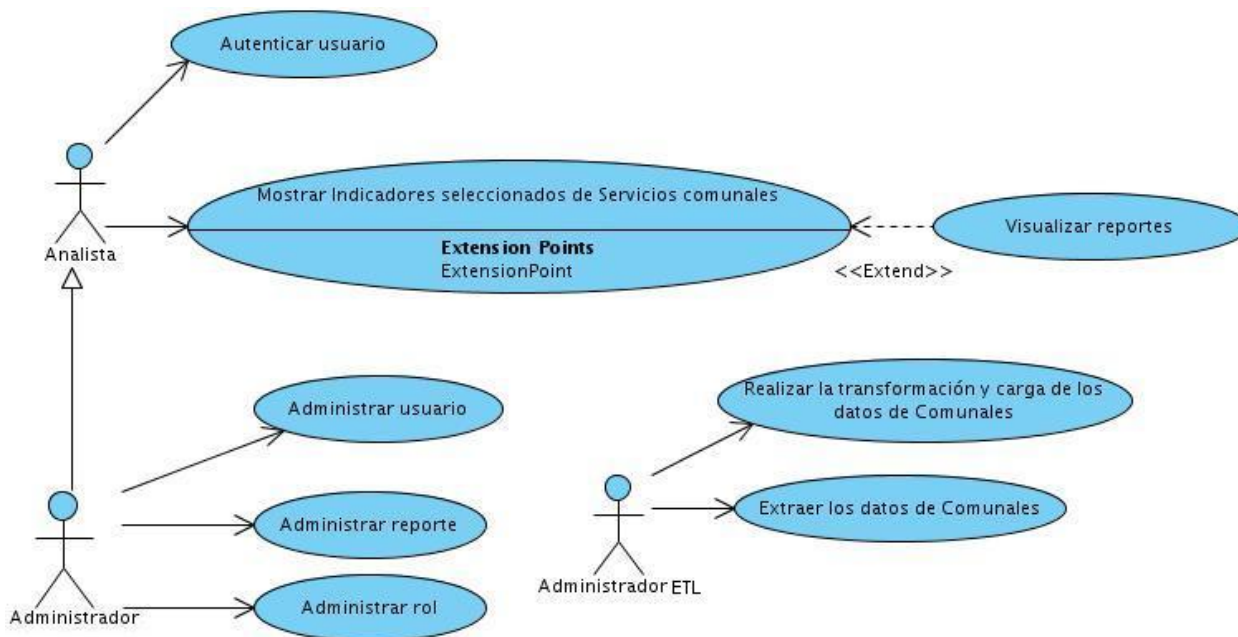 Autenticar usuario
Mostrar Indicadores seleccionados de Servicios comunales
Extension Points
ExtensionPoint
Visualizar reportes
<<Extend>>
Analista
Administrar usuario
Realizar la transformación y carga de los
datos de Comunales
Administrar reporte
Extraer los datos de Comunales
Administrador ETL
Administrar rol
Administrador